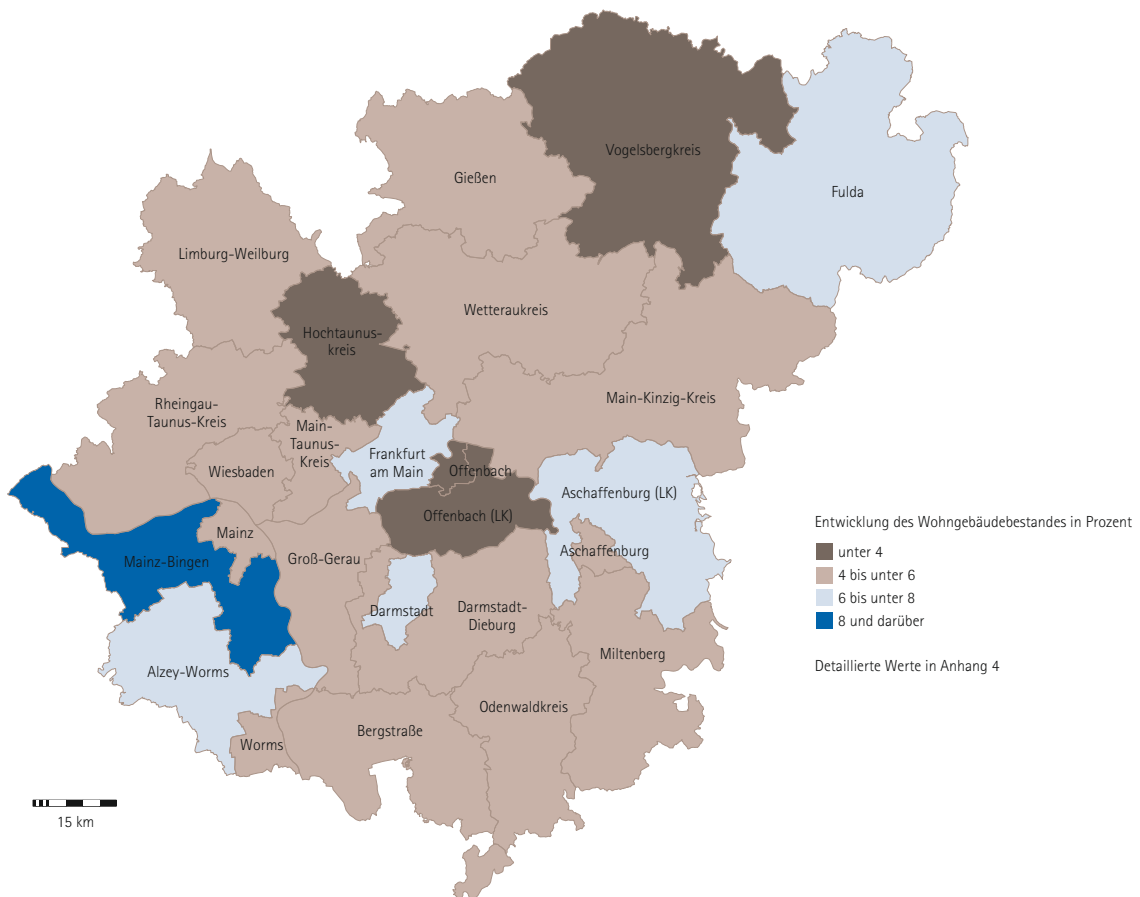 Vogelsbergkreis
Gießen
Fulda
Limburg-Weilburg
Wetteraukreis
Hochtaunus-
kreis
Main-Kinzig-Kreis
Rheingau-
Taunus-Kreis
Main-
Taunus-
Kreis
Frankfurt
am Main
Wiesbaden
Offenbach
Aschaffenburg (LK)
Offenbach (LK)
Mainz
Aschaffenburg
Groß-Gerau
Mainz-Bingen
Darmstadt
Darmstadt-
Dieburg
Miltenberg
Alzey-Worms
Odenwaldkreis
Bergstraße
Worms
15 km
Entwicklung des Wohngebäudebestandes in Prozent
unter 4
4 bis unter 6
6 bis unter 8
8 und darüber
Detaillierte Werte in Anhang 4